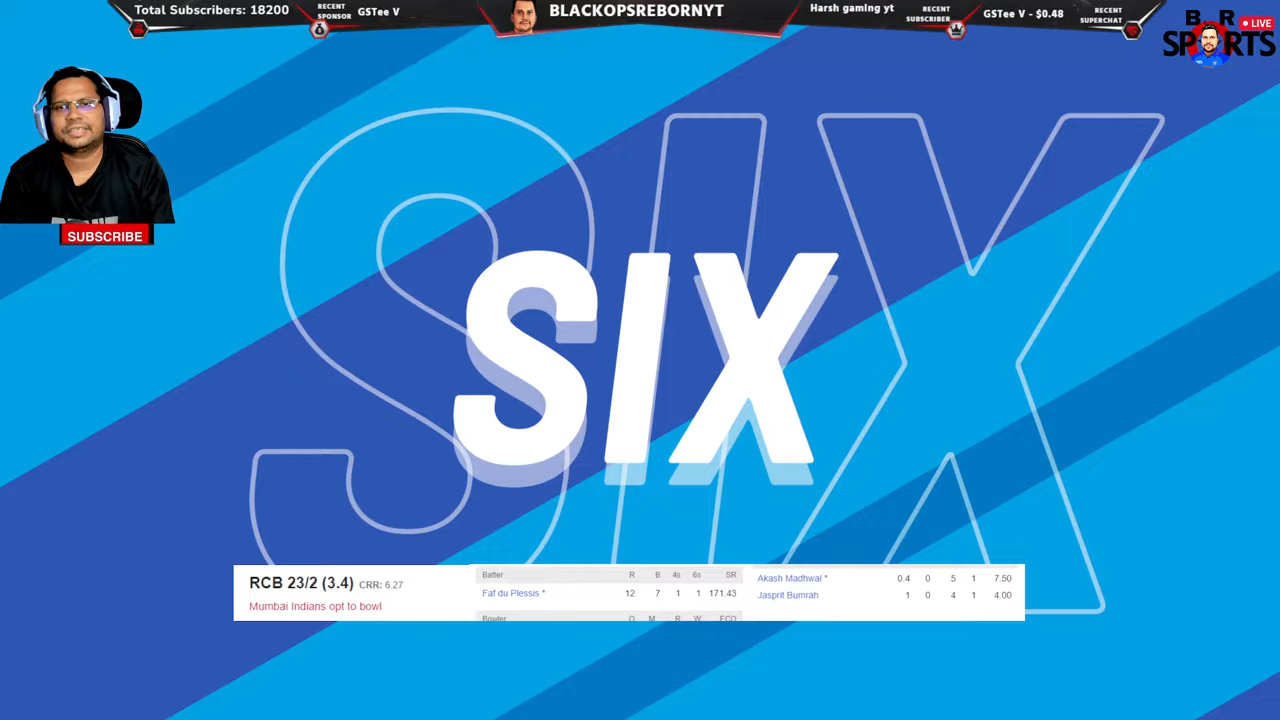 Total Subscribers: 18200
RECENT SPONSOR
GSTee V
BLACKOPSREBORNYT
Harsh gaming yt
RECENT SUBSCRIBER
GSTee V - $0.48
RECENT SUPERCHAT
B R
SPORTS
LIVE
SUBSCRIBE
SIX
SIX
RCB 23/2 (3.4) CRR: 6.27
Mumbai Indians opt to bowl
Batter R B 4s 6s SR
Faf du Plessis * 12 7 1 1 171.43
Bowler O M R W ECO
Akash Madhwal * 0.4 0 5 1 7.50
Jasprit Bumrah 1 0 4 1 4.00